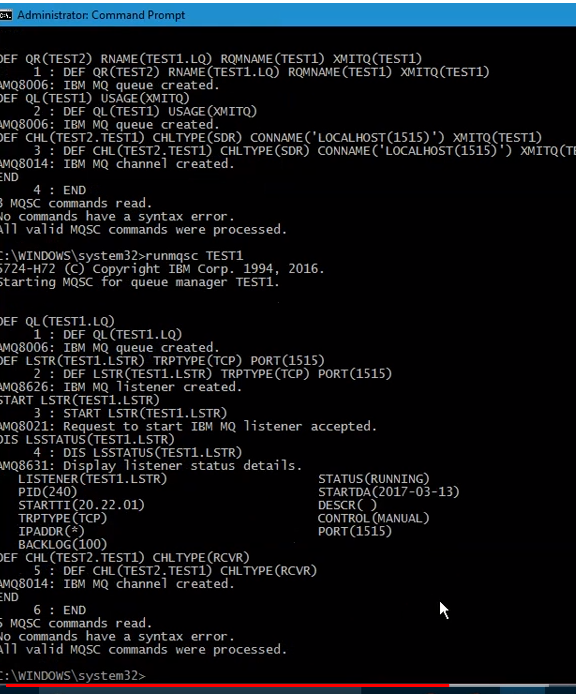 Administrator: Command Prompt
DEF QR(TEST2) RNAME(TEST1.LQ) RQMNAME(TEST1) XMITQ(TEST1)
1 : DEF QR(TEST2) RNAME(TEST1.LQ) RQMNAME(TEST1) XMITQ(TEST1)
AMQ8006: IBM MQ queue created.
DEF QL(TEST1) USAGE(XMITQ)
2 : DEF QL(TEST1) USAGE(XMITQ)
AMQ8006: IBM MQ queue created.
DEF CHL(TEST2.TEST1) CHLTYPE(SDR) CONNAME('LOCALHOST(1515)') XMITQ(TEST1)
3 : DEF CHL(TEST2.TEST1) CHLTYPE(SDR) CONNAME('LOCALHOST(1515)') XMITQ(TE
AMQ8014: IBM MQ channel created.
END
4 : END
3 MQSC commands read.
No commands have a syntax error.
All valid MQSC commands were processed.
C:\WINDOWS\system32>runmqsc TEST1
5724-H72 (C) Copyright IBM Corp. 1994, 2016.
Starting MQSC for queue manager TEST1.
DEF QL(TEST1.LQ)
1 : DEF QL(TEST1.LQ)
AMQ8006: IBM MQ queue created.
DEF LSTR(TEST1.LSTR) TRPTYPE(TCP) PORT(1515)
2 : DEF LSTR(TEST1.LSTR) TRPTYPE(TCP) PORT(1515)
AMQ8626: IBM MQ listener created.
START LSTR(TEST1.LSTR)
3 : START LSTR(TEST1.LSTR)
AMQ8021: Request to start IBM MQ listener accepted.
DIS LSSTATUS(TEST1.LSTR)
4 : DIS LSSTATUS(TEST1.LSTR)
AMQ8631: Display listener status details.
LISTENER(TEST1.LSTR) STATUS(RUNNING)
PID(240) STARTDA(2017-03-13)
STARTTI(20.22.01) DESCR( )
TRPTYPE(TCP) CONTROL(MANUAL)
IPADDR(*) PORT(1515)
BACKLOG(100)
DEF CHL(TEST2.TEST1) CHLTYPE(RCVR)
5 : DEF CHL(TEST2.TEST1) CHLTYPE(RCVR)
AMQ8014: IBM MQ channel created.
END
6 : END
5 MQSC commands read.
No commands have a syntax error.
All valid MQSC commands were processed.
C:\WINDOWS\system32>